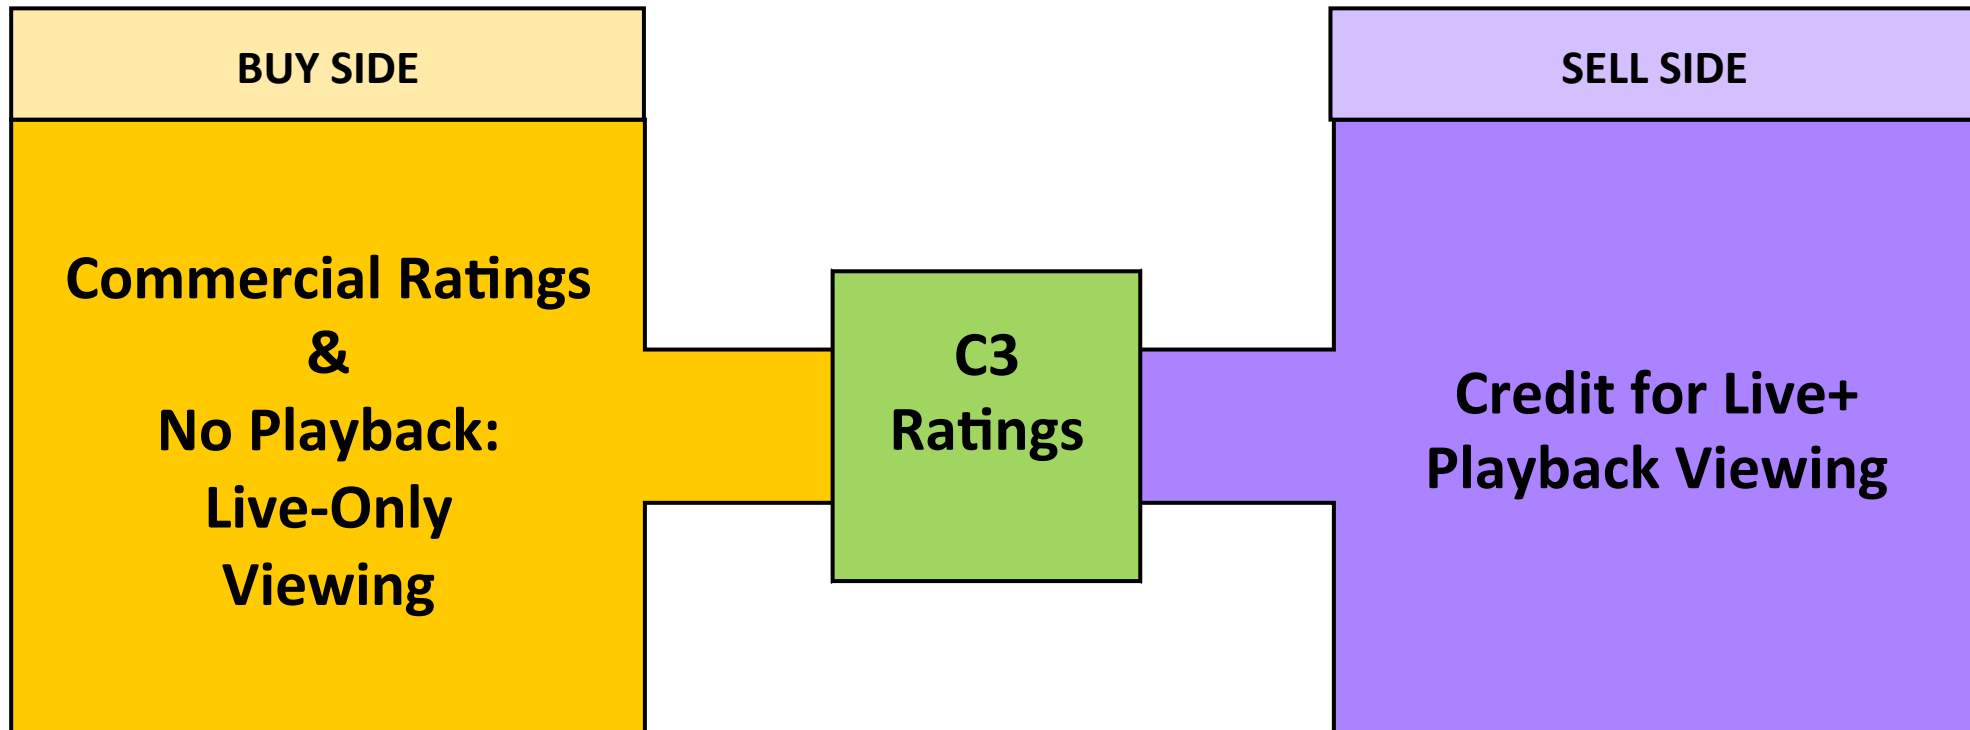 BUY SIDE
SELL SIDE
Commercial Ratings
&
No Playback:
Live-Only
Viewing
C3
Ratings
Credit for Live+
Playback Viewing